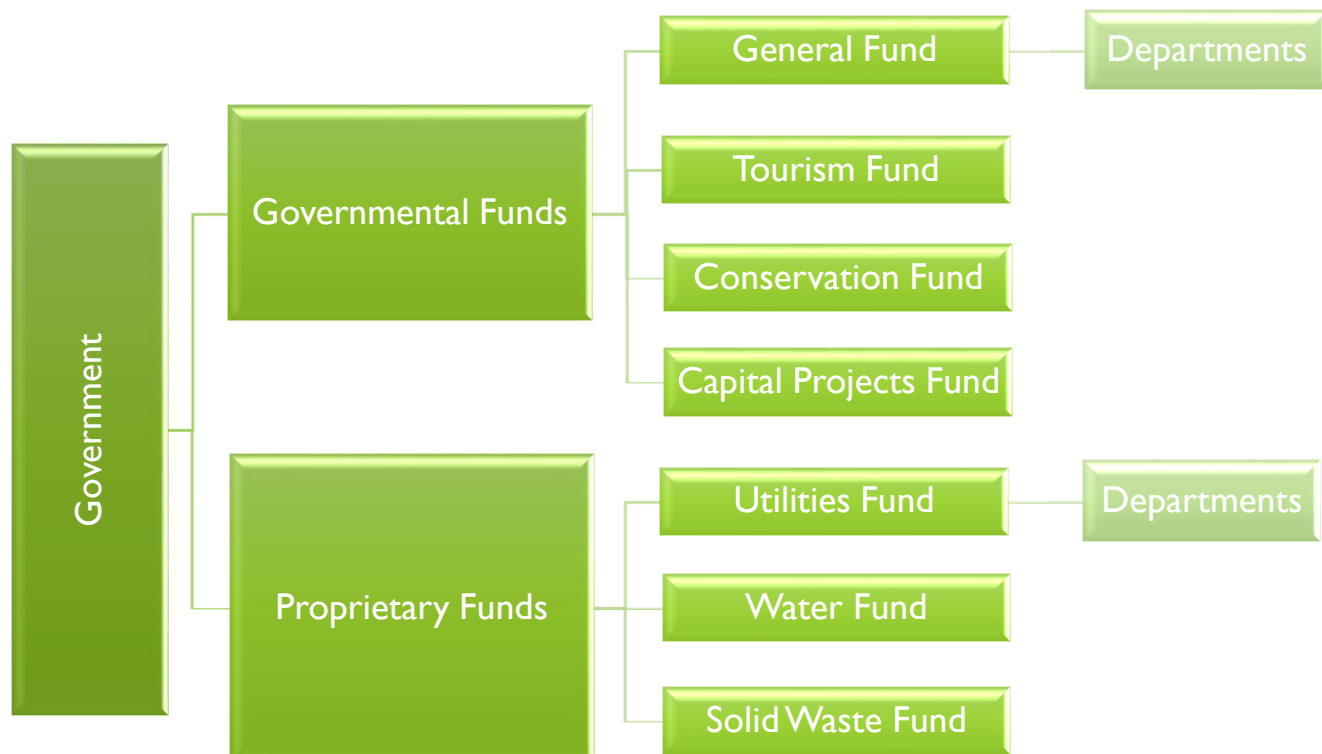 Government
Governmental Funds
General Fund
Departments
Tourism Fund
Conservation Fund
Capital Projects Fund
Proprietary Funds
Utilities Fund
Departments
Water Fund
Solid Waste Fund